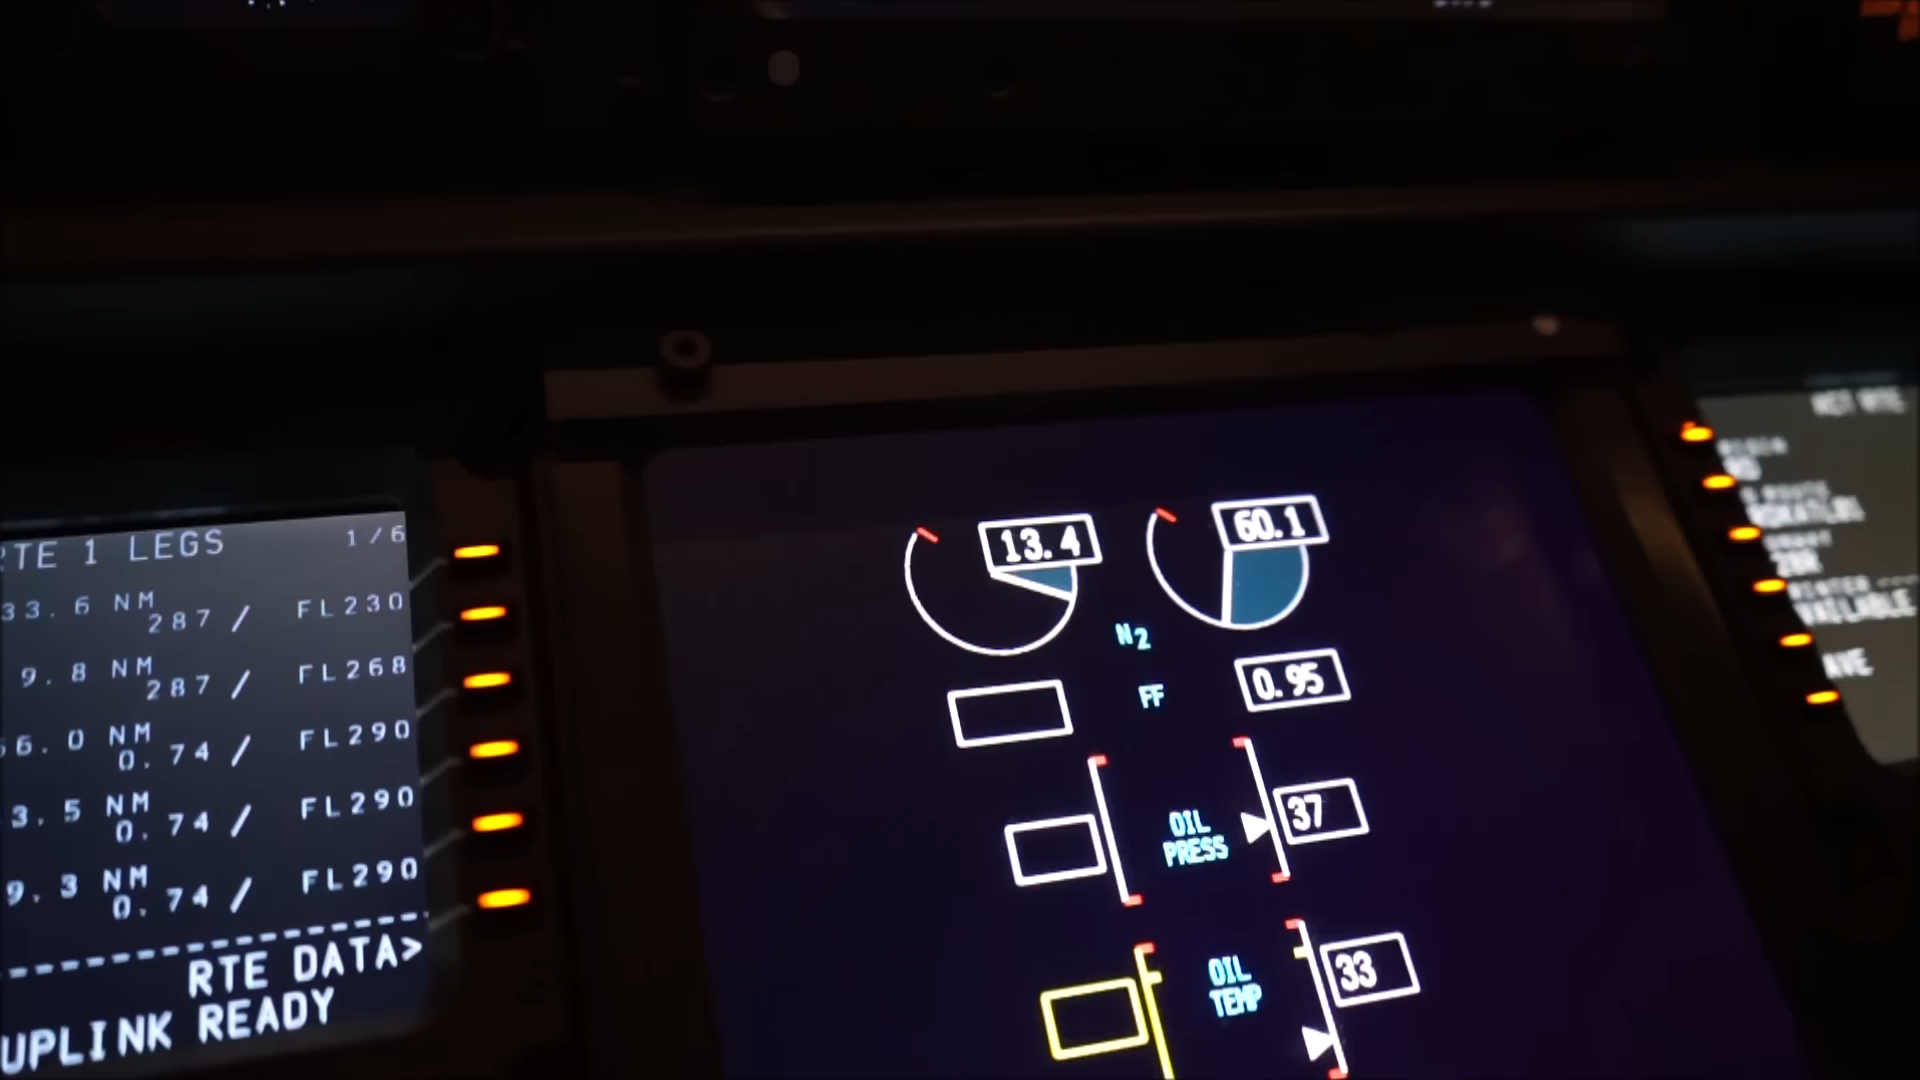 RTE 1 LEGS 1/6
33.6 NM
287 / FL230
9.8 NM
287 / FL268
6.0 NM
0.74 / FL290
3.5 NM
0.74 / FL290
9.3 NM
0.74 / FL290
RTE DATA>
UPLINK READY
13.4 60.1
N2
FF 0.95
OIL
PRESS
37
OIL
TEMP
33